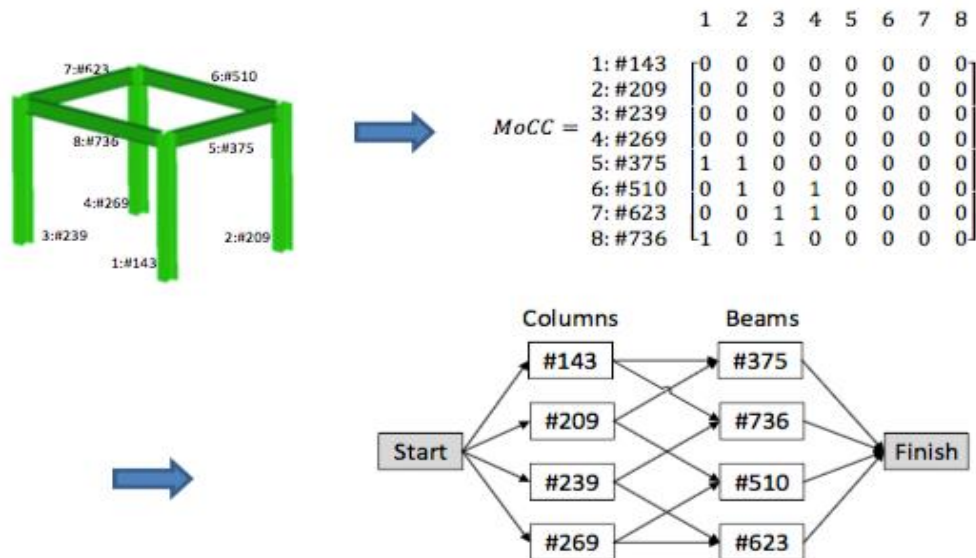 7:#623
6:#510
8:#736
5:#375
4:#269
3:#239
2:#209
1:#143
1 2 3 4 5 6 7 8
MoCC =
1: #143 0 0 0 0 0 0 0 0
2: #209 0 0 0 0 0 0 0 0
3: #239 0 0 0 0 0 0 0 0
4: #269 0 0 0 0 0 0 0 0
5: #375 1 1 0 0 0 0 0 0
6: #510 0 1 0 1 0 0 0 0
7: #623 0 0 1 1 0 0 0 0
8: #736 1 0 1 0 0 0 0 0
Columns Beams
#143 #375
#209 #736
Start Finish
#239 #510
#269 #623